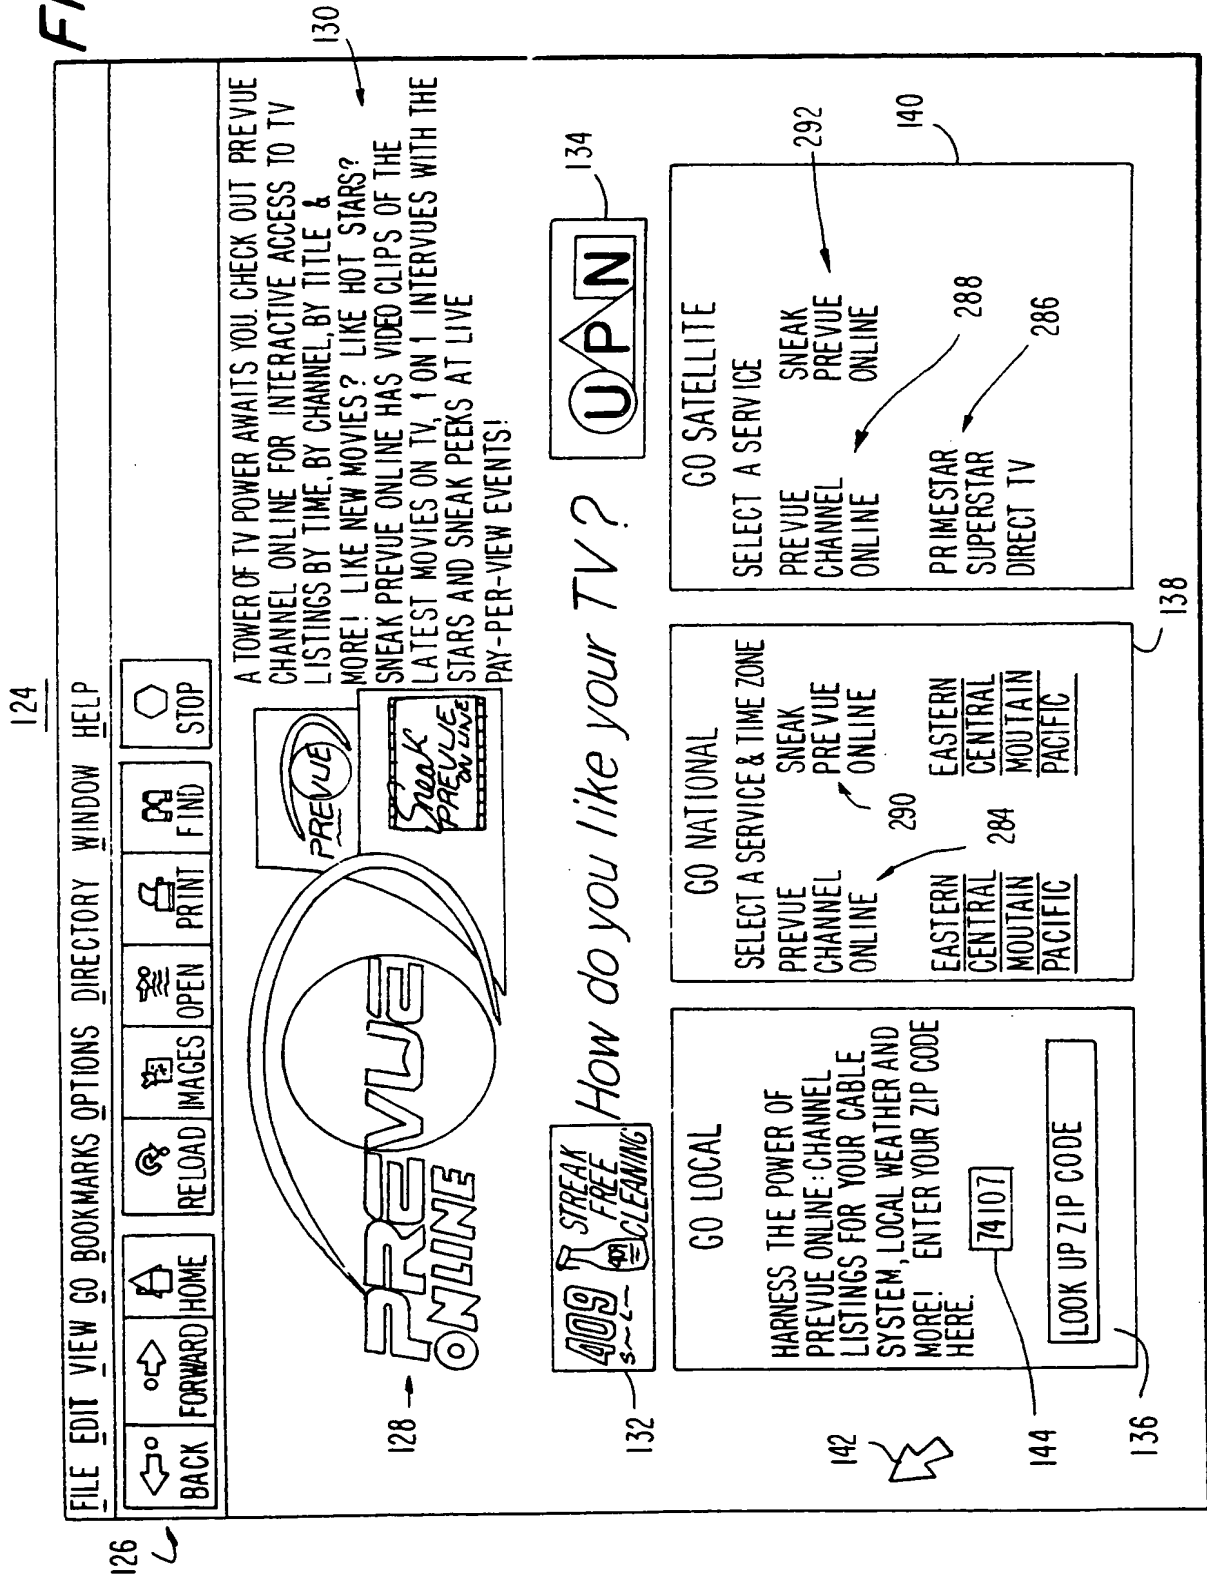 124
126
FILE EDIT VIEW GO BOOKMARKS OPTIONS DIRECTORY WINDOW HELP
BACK FORWARD HOME RELOAD IMAGES OPEN PRINT FIND STOP
128
PREVUE
ONLINE
PREVUE
Sneak
PREVUE
ON LINE
A TOWER OF TV POWER AWAITS YOU. CHECK OUT PREVUE
CHANNEL ONLINE FOR INTERACTIVE ACCESS TO TV
LISTINGS BY TIME, BY CHANNEL, BY TITLE &
MORE! LIKE NEW MOVIES? LIKE HOT STARS?
SNEAK PREVUE ONLINE HAS VIDEO CLIPS OF THE
LATEST MOVIES ON TV, 1 ON 1 INTERVUES WITH THE
STARS AND SNEAK PEEKS AT LIVE
PAY-PER-VIEW EVENTS!
130
132
409
STREAK
FREE
CLEANING
409
How do you like your TV?
UPN
134
GO LOCAL
HARNESS THE POWER OF
PREVUE ONLINE: CHANNEL
LISTINGS FOR YOUR CABLE
SYSTEM, LOCAL WEATHER AND
MORE! ENTER YOUR ZIP CODE
HERE.
74107
LOOK UP ZIP CODE
142
144
136
GO NATIONAL
SELECT A SERVICE & TIME ZONE
PREVUE
CHANNEL
ONLINE
284
EASTERN
CENTRAL
MOUTAIN
PACIFIC
SNEAK
PREVUE
ONLINE
290
EASTERN
CENTRAL
MOUTAIN
PACIFIC
138
GO SATELLITE
SELECT A SERVICE
PREVUE
CHANNEL
ONLINE
288
SNEAK
PREVUE
ONLINE
292
PRIMESTAR
SUPERSTAR
DIRECT TV
286
140